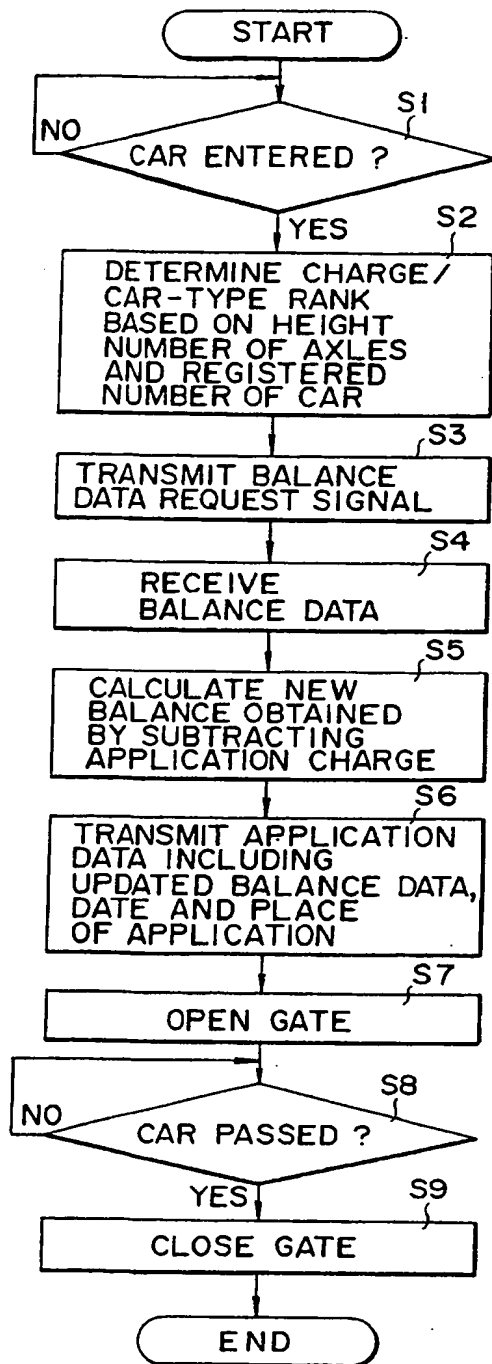 START
S1
NO
CAR ENTERED ?
YES
S2
DETERMINE CHARGE/
CAR-TYPE RANK
BASED ON HEIGHT
NUMBER OF AXLES
AND REGISTERED
NUMBER OF CAR
S3
TRANSMIT BALANCE
DATA REQUEST SIGNAL
S4
RECEIVE
BALANCE DATA
S5
CALCULATE NEW
BALANCE OBTAINED
BY SUBTRACTING
APPLICATION CHARGE
S6
TRANSMIT APPLICATION
DATA INCLUDING
UPDATED BALANCE DATA,
DATE AND PLACE
OF APPLICATION
S7
OPEN GATE
S8
NO
CAR PASSED ?
YES
S9
CLOSE GATE
END